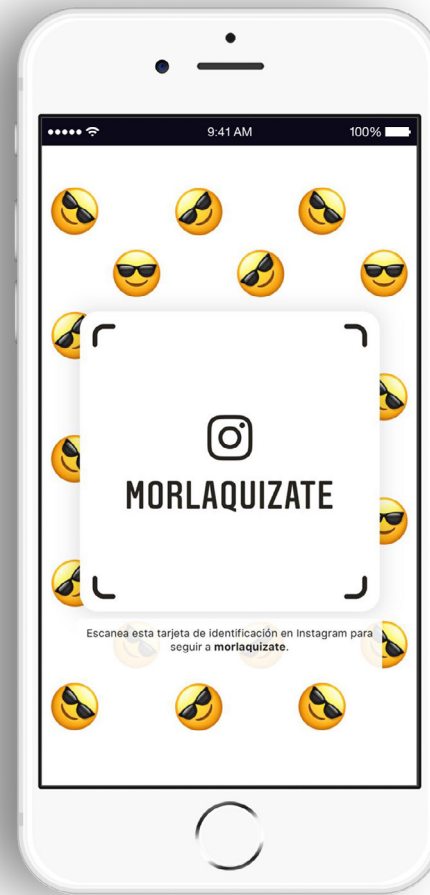 9:41 AM
100%
MORLAQUIZATE
Escanea esta tarjeta de identificación en Instagram para
seguir a morlaquizate.